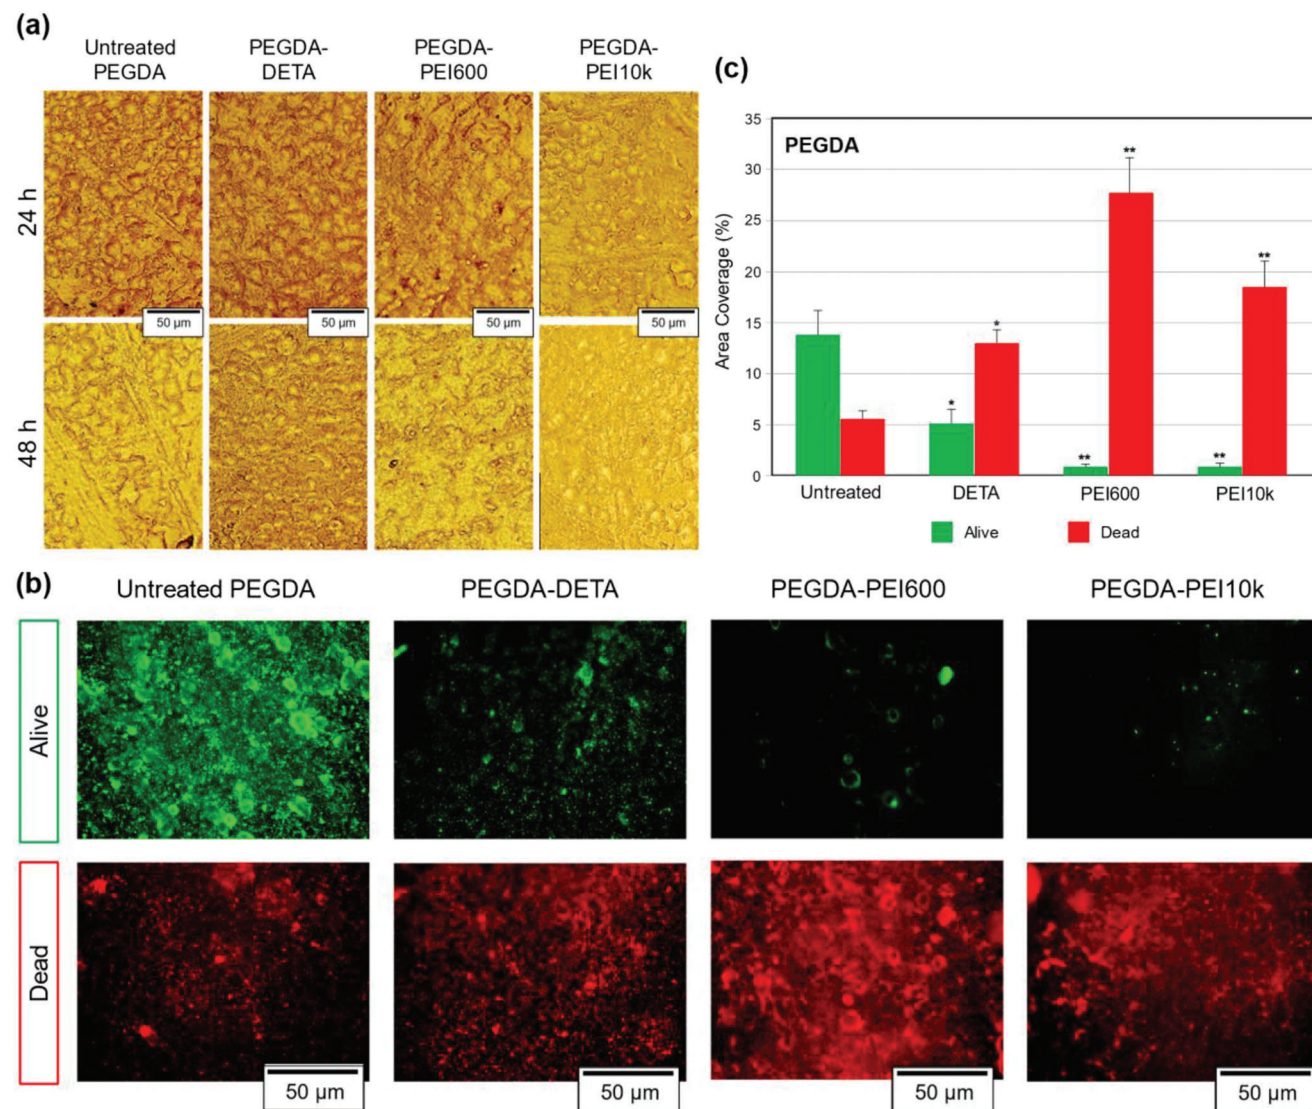 (a)
Untreated
PEGDA
PEGDA-
DETA
PEGDA-
PEI600
PEGDA-
PEI10k
24 h
50 µm
50 µm
50 µm
50 µm
48 h
(c)
35
30
25
20
15
10
5
0
Area Coverage (%)
PEGDA
**
**
*
*
**
**
Untreated
DETA
PEI600
PEI10k
Alive
Dead
(b)
Untreated PEGDA
PEGDA-DETA
PEGDA-PEI600
PEGDA-PEI10k
Alive
Dead
50 µm
50 µm
50 µm
50 µm